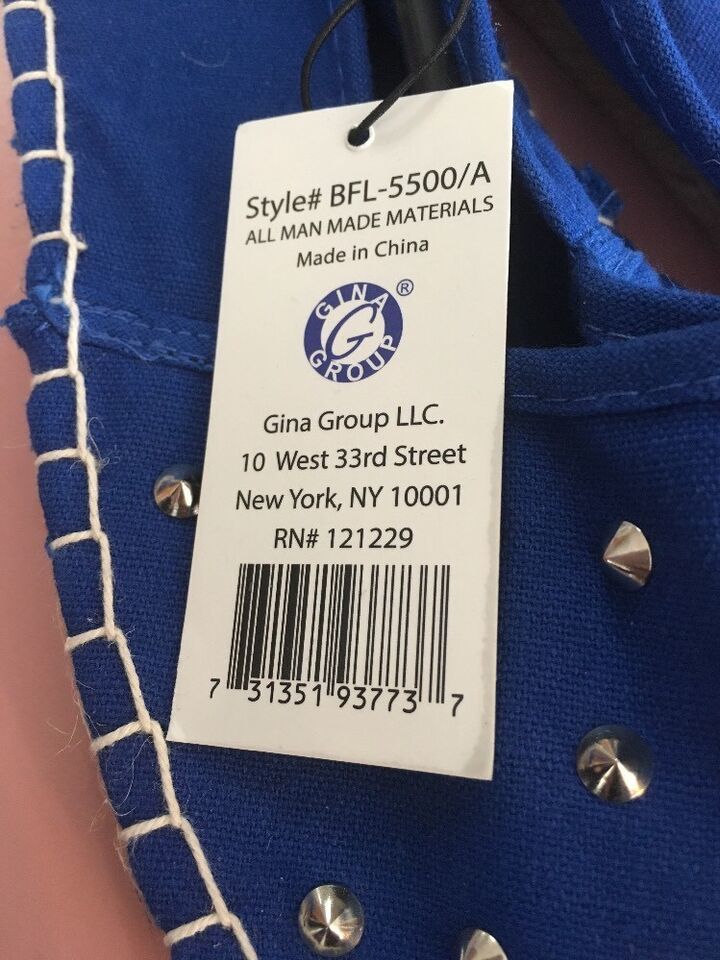 Style# BFL-5500/A
ALL MAN MADE MATERIALS
Made in China
GINA ®
G
GROUP
Gina Group LLC.
10 West 33rd Street
New York, NY 10001
RN# 121229
7 31351 93773 7